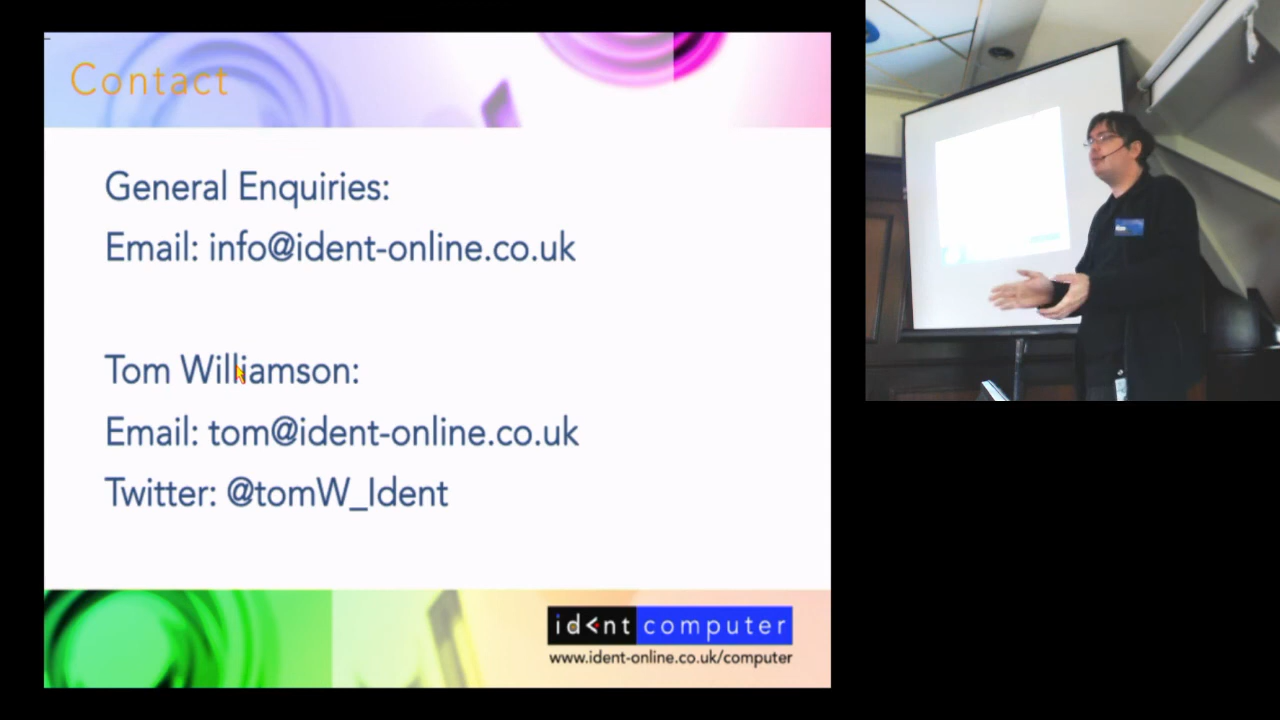 Contact
General Enquiries:
Email: info@ident-online.co.uk
Tom Williamson:
Email: tom@ident-online.co.uk
Twitter: @tomW_Ident
id<nt computer
www.ident-online.co.uk/computer